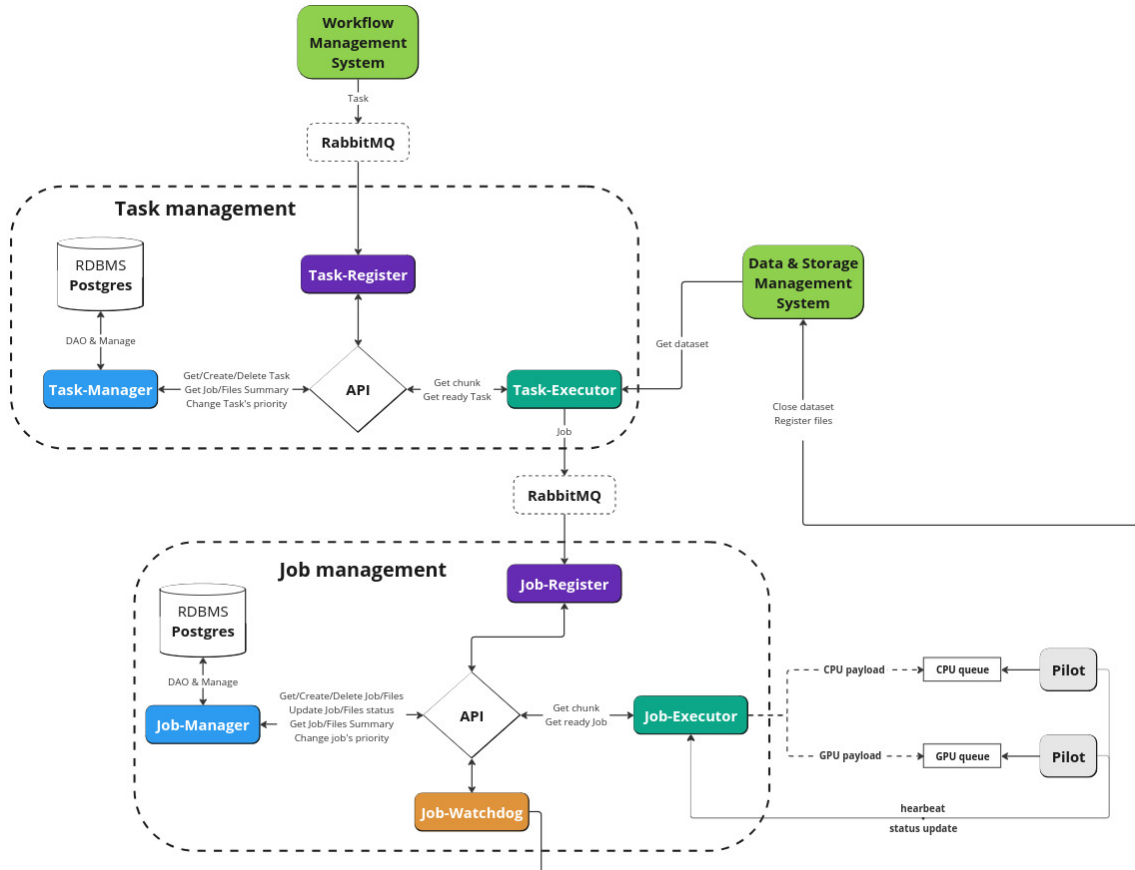 Workflow
Management
System
Task
RabbitMQ
Task management
RDBMS
Postgres
Task-Register
Data & Storage
Management
System
DAO & Manage
Get dataset
Task-Manager
Get/Create/Delete Task
Get Job/Files Summary
Change Task's priority
API
Get chunk
Get ready Task
Task-Executor
Close dataset
Register files
Job
RabbitMQ
Job management
Job-Register
RDBMS
Postgres
DAO & Manage
Job-Manager
Get/Create/Delete Job/Files
Update Job/Files status
Get Job/Files Summary
Change job's priority
API
Get chunk
Get ready Job
Job-Executor
CPU payload
CPU queue
Pilot
GPU payload
GPU queue
Pilot
Job-Watchdog
hearbeat
status update